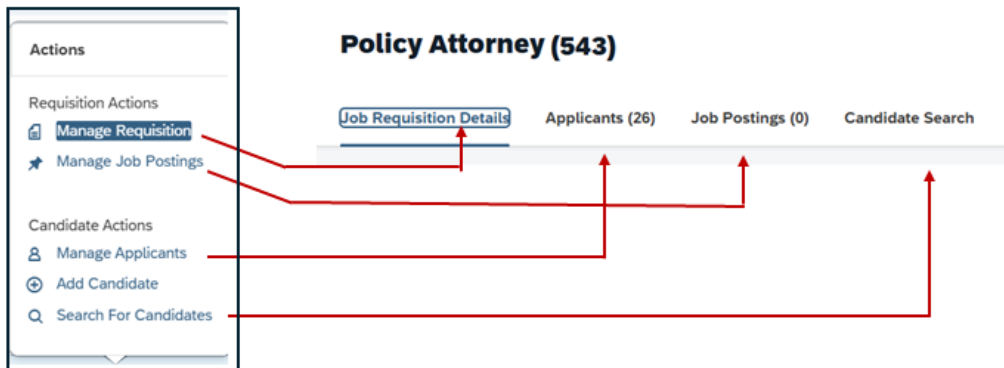 Actions
Requisition Actions
Manage Requisition
Manage Job Postings
Candidate Actions
Manage Applicants
Add Candidate
Search For Candidates
Policy Attorney (543)
Job Requisition Details Applicants (26) Job Postings (0) Candidate Search